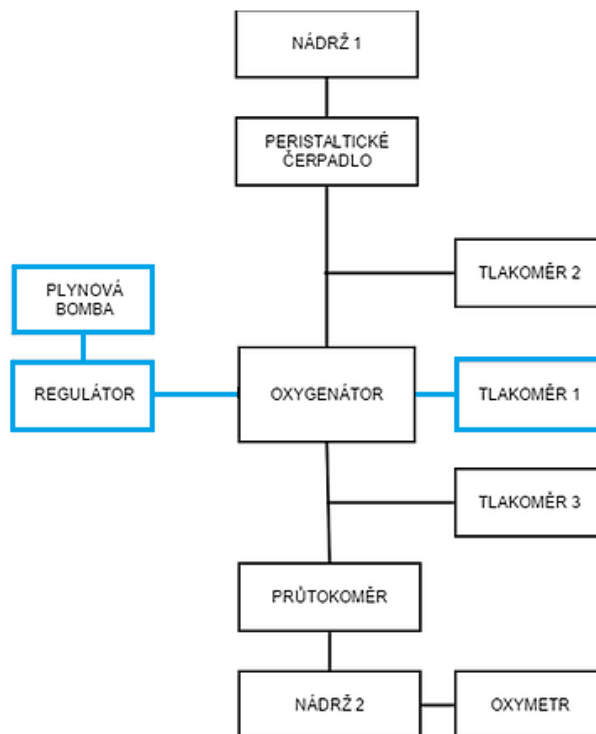 NÁDRŽ 1
PERISTALTICKÉ
ČERPADLO
TLAKOMĚR 2
PLYNOVÁ
BOMBA
REGULÁTOR
OXYGENÁTOR
TLAKOMĚR 1
TLAKOMĚR 3
PRŮTOKOMĚR
NÁDRŽ 2
OXYMETR